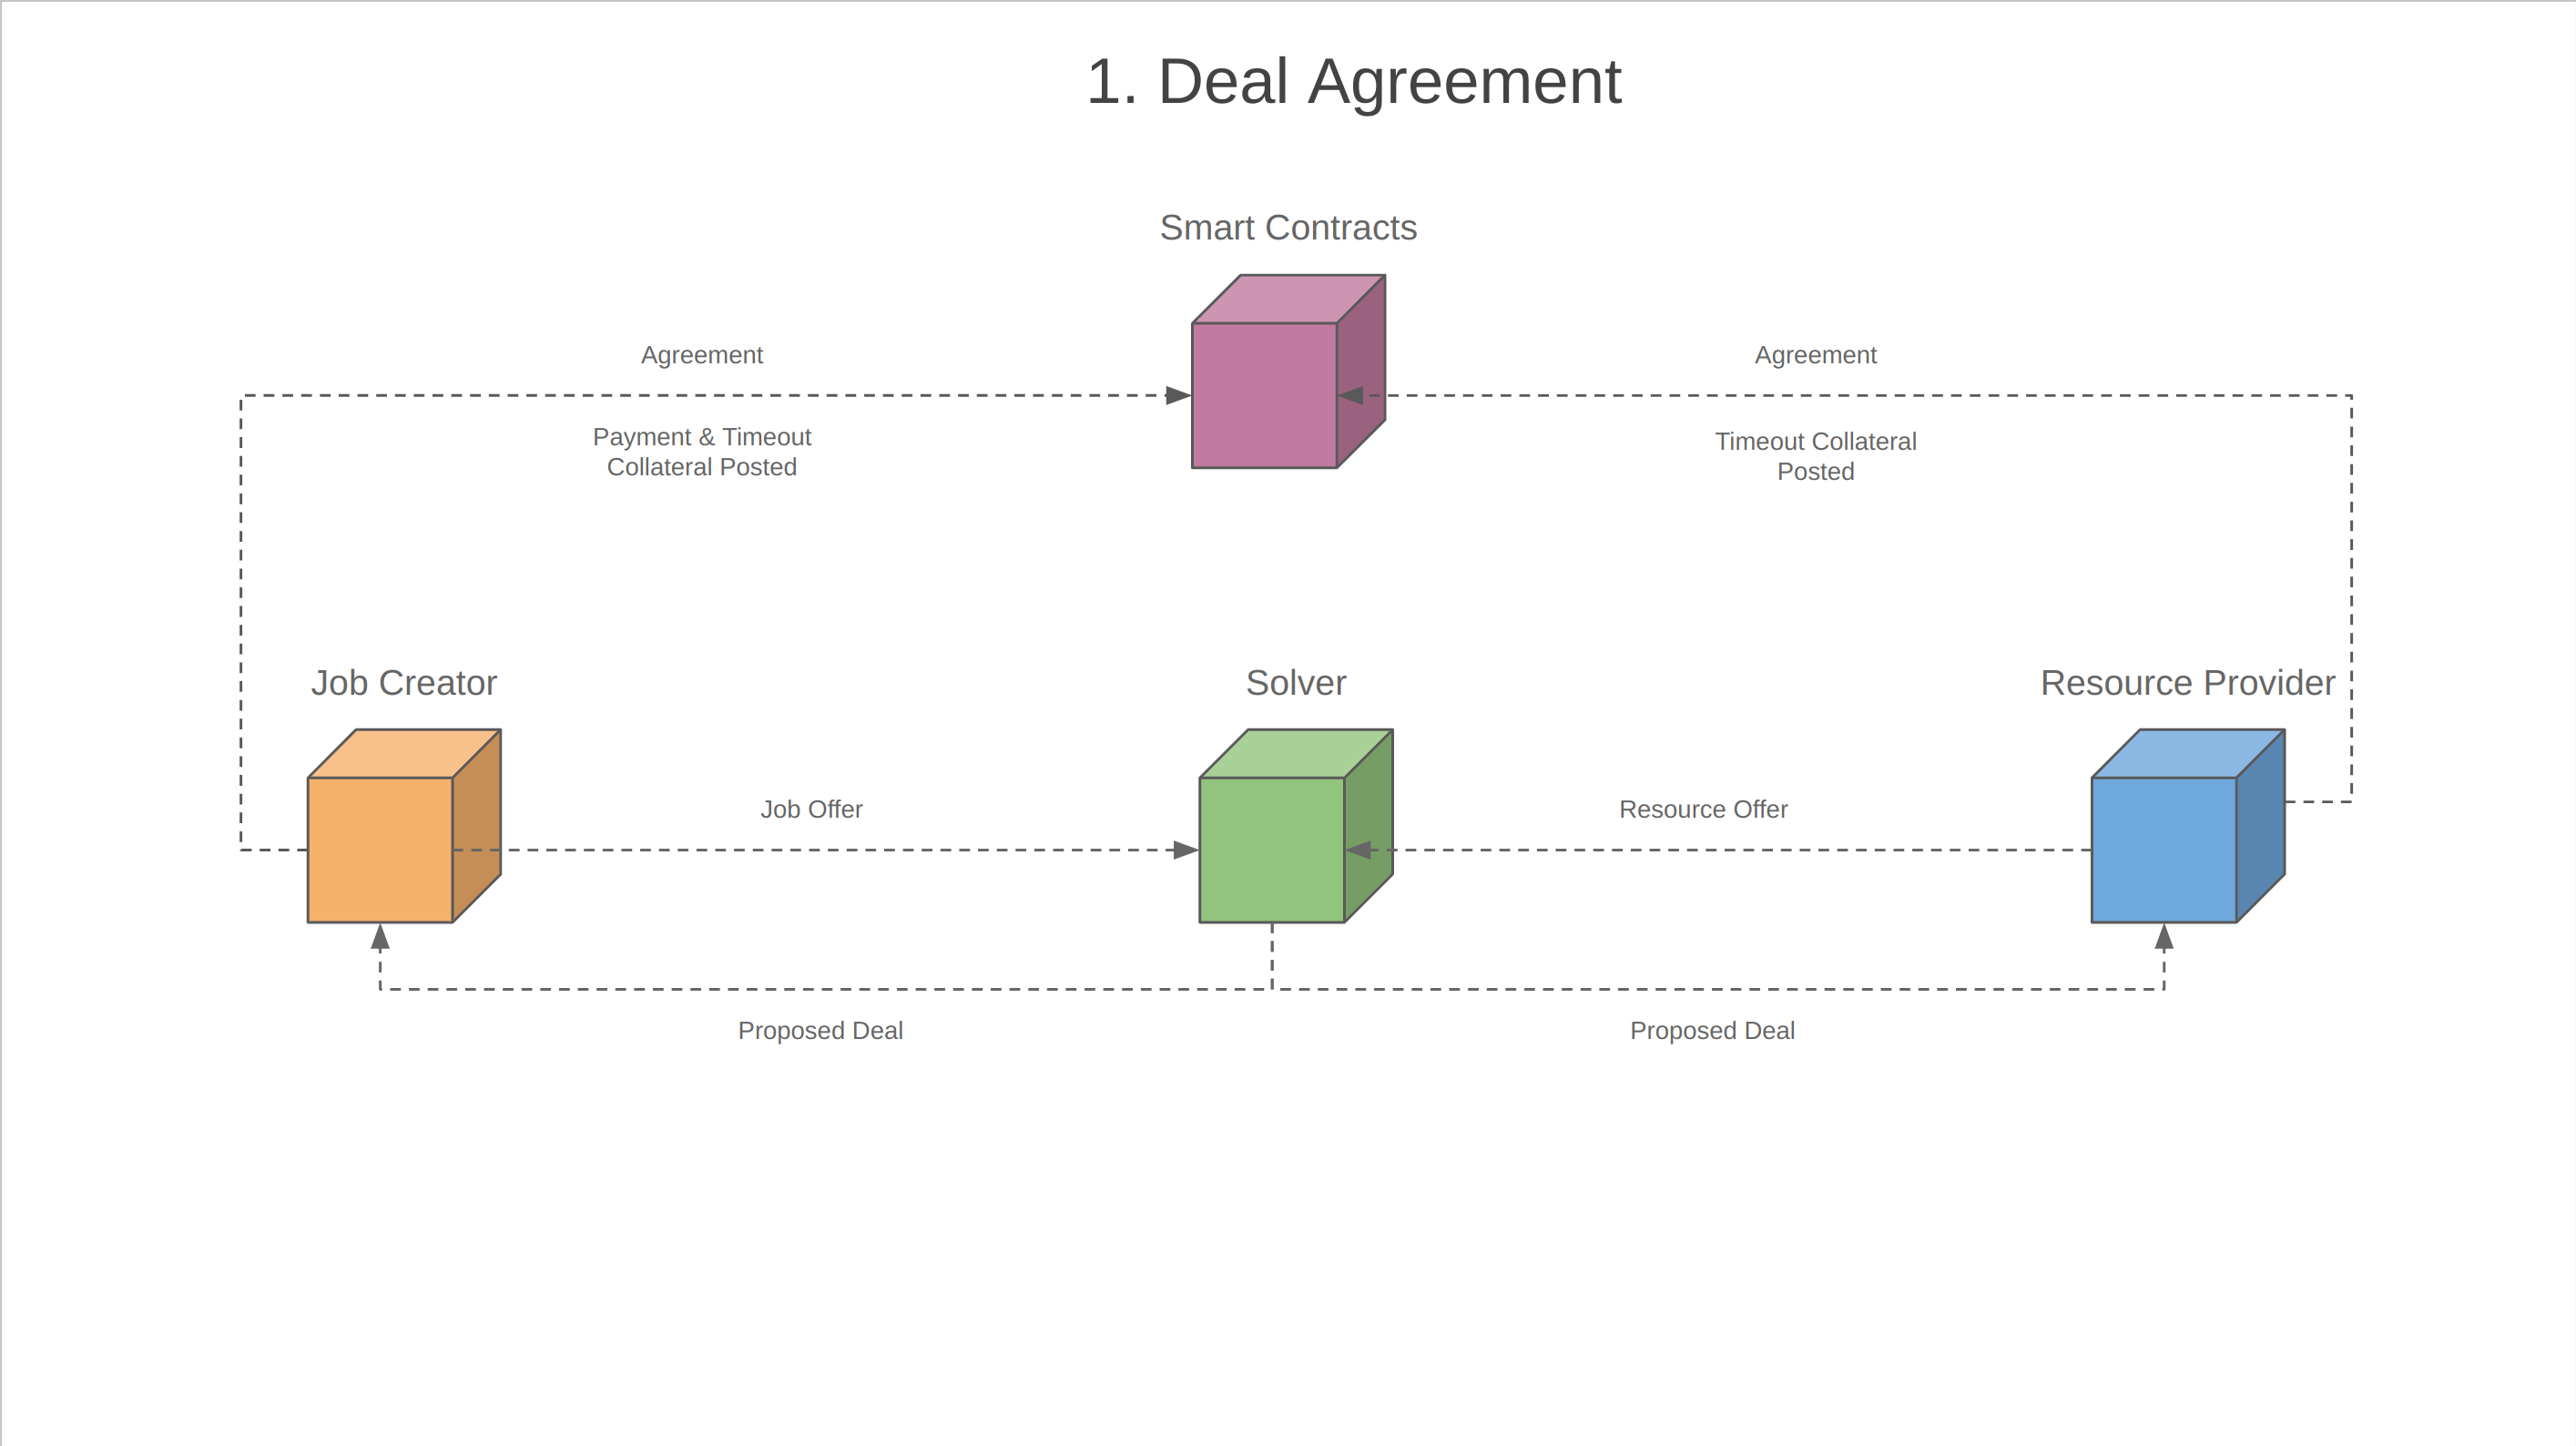 1. Deal Agreement
Smart Contracts
Agreement
Agreement
Payment & Timeout
Collateral Posted
Timeout Collateral
Posted
Job Creator
Solver
Resource Provider
Job Offer
Resource Offer
Proposed Deal
Proposed Deal